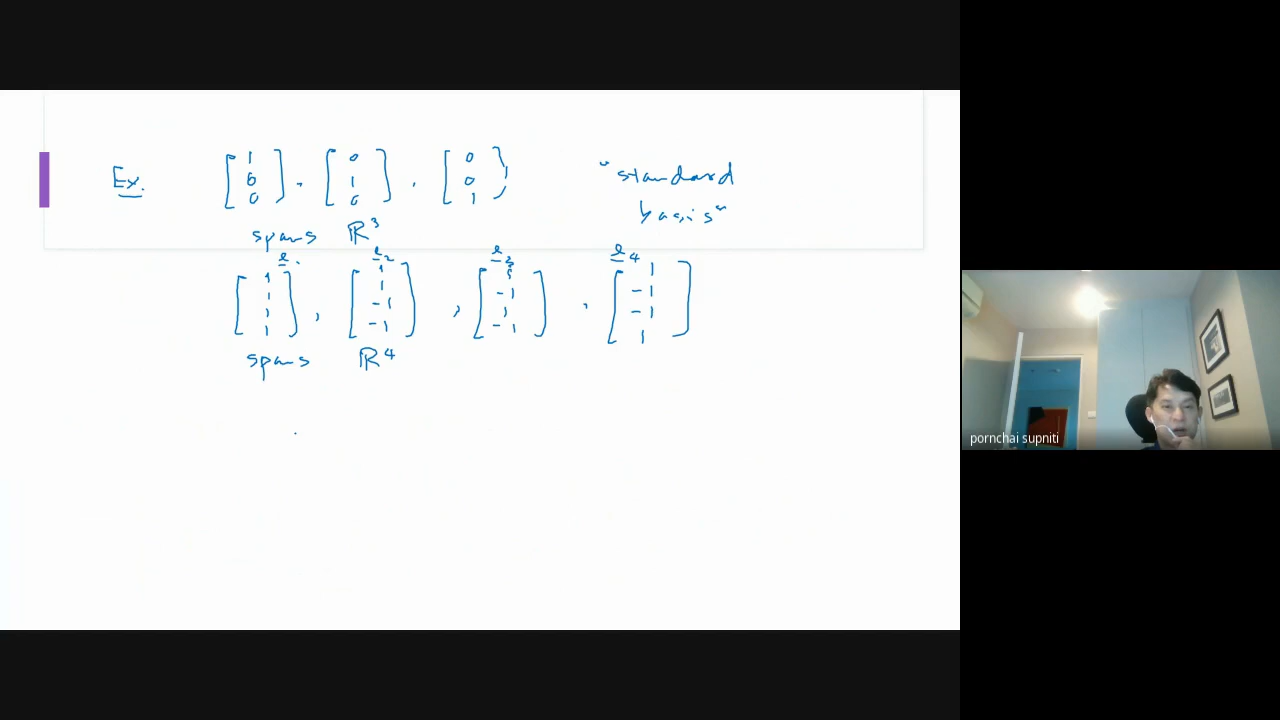 Ex. [1 0 0], [0 1 0], [0 0 1] "standard
basis"
spans ℝ³
e₁ e₂ e₃ e₄
[1 1 1 1], [1 1 -1 -1], [1 -1 1 -1], [1 -1 -1 1]
spans ℝ⁴
pornchai supniti